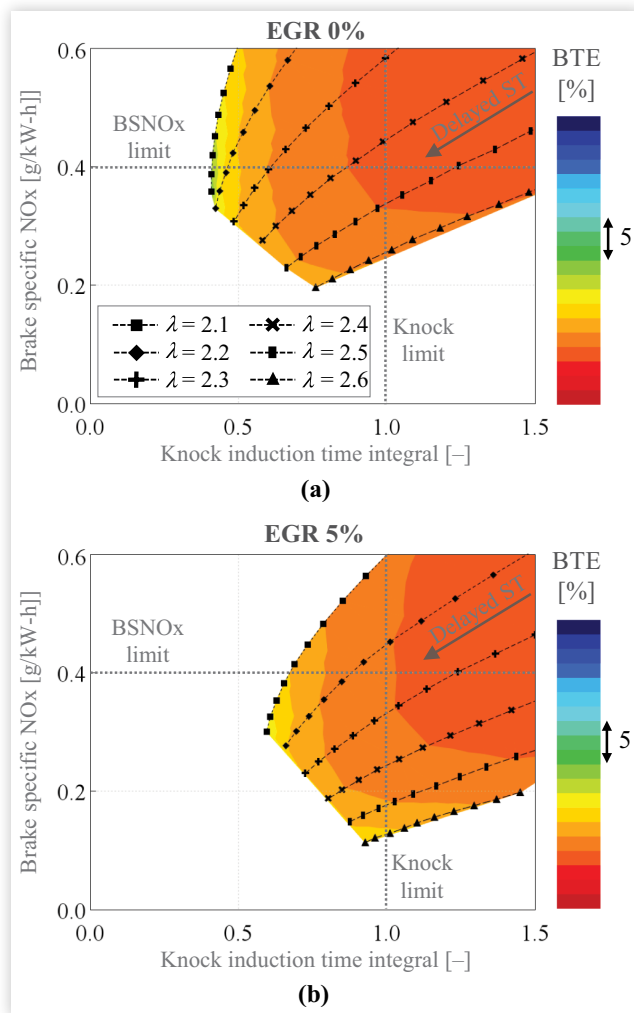 EGR 0%
Brake specific NOx [g/kW-h]]
0.6
0.4
0.2
0.0
BSNOx
limit
Delayed ST
λ = 2.1
λ = 2.4
λ = 2.2
λ = 2.5
λ = 2.3
λ = 2.6
Knock
limit
0.0 0.5 1.0 1.5
Knock induction time integral [–]
BTE
[%]
5
(a)
EGR 5%
Brake specific NOx [g/kW-h]]
0.6
0.4
0.2
0.0
BSNOx
limit
Delayed ST
Knock
limit
0.0 0.5 1.0 1.5
Knock induction time integral [–]
BTE
[%]
5
(b)